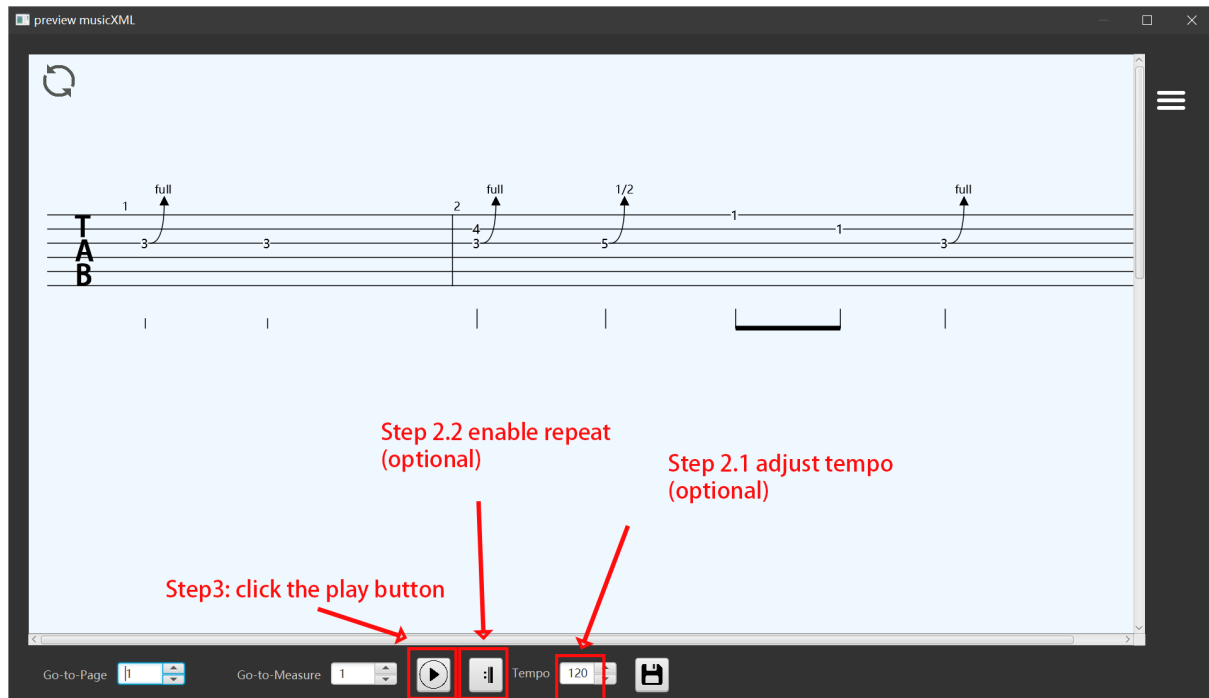 preview musicXML
full full 1/2 full
1 2
1
T 4 1
3 3 3 5 3
A
B
Step 2.2 enable repeat
(optional)
Step 2.1 adjust tempo
(optional)
Step3: click the play button
Go-to-Page 1 Go-to-Measure 1 Tempo 120